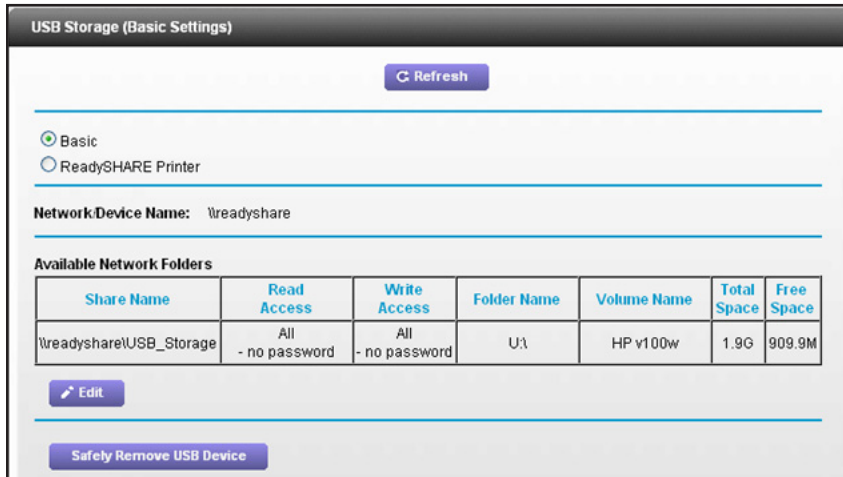 USB Storage (Basic Settings)
Refresh
Basic
ReadySHARE Printer
Network/Device Name: \\readyshare
Available Network Folders
Share Name Read Access Write Access Folder Name Volume Name Total Space Free Space
\\readyshare\USB_Storage All - no password All - no password U:\ HP v100w 1.9G 909.9M
Edit
Safely Remove USB Device